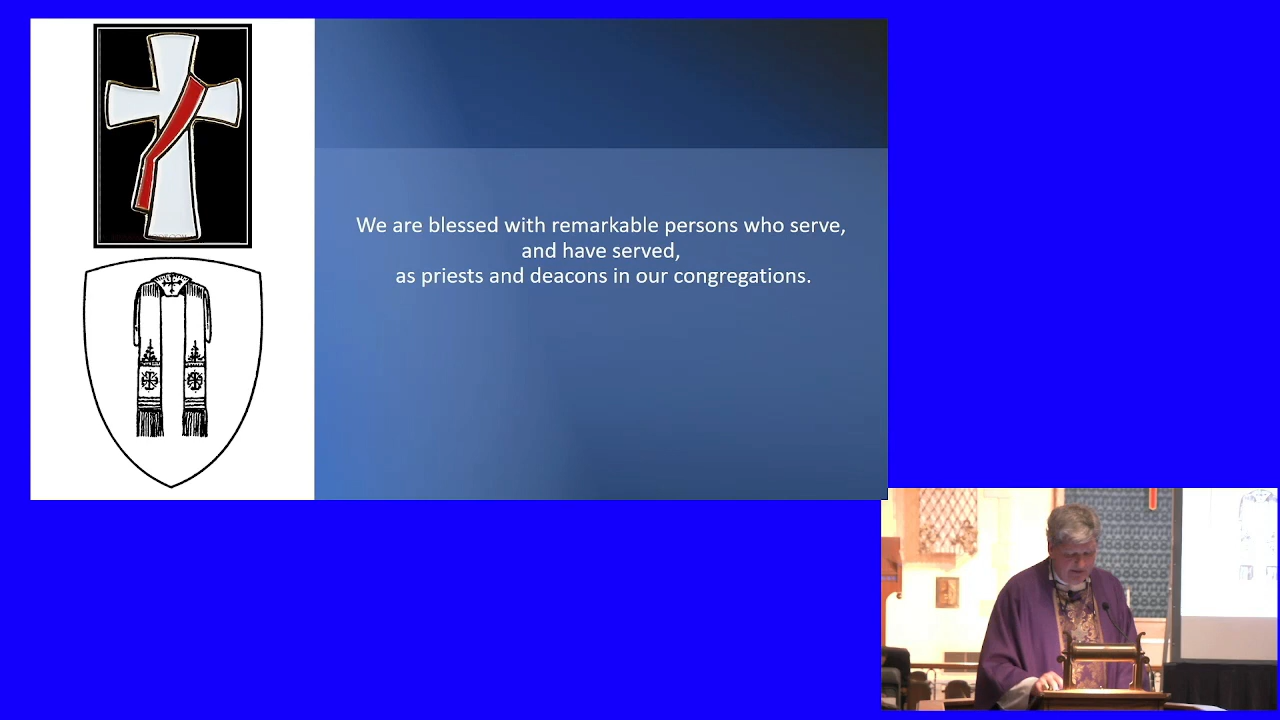 We are blessed with remarkable persons who serve,
and have served,
as priests and deacons in our congregations.